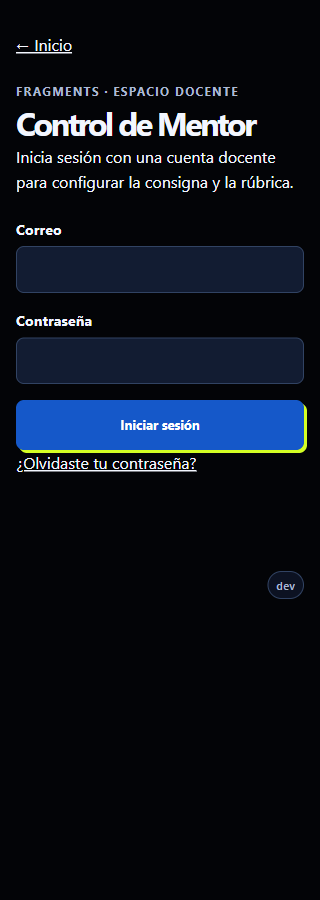 ← Inicio
FRAGMENTS · ESPACIO DOCENTE
Control de Mentor
Inicia sesión con una cuenta docente
para configurar la consigna y la rúbrica.
Correo
Contraseña
Iniciar sesión
¿Olvidaste tu contraseña?
dev